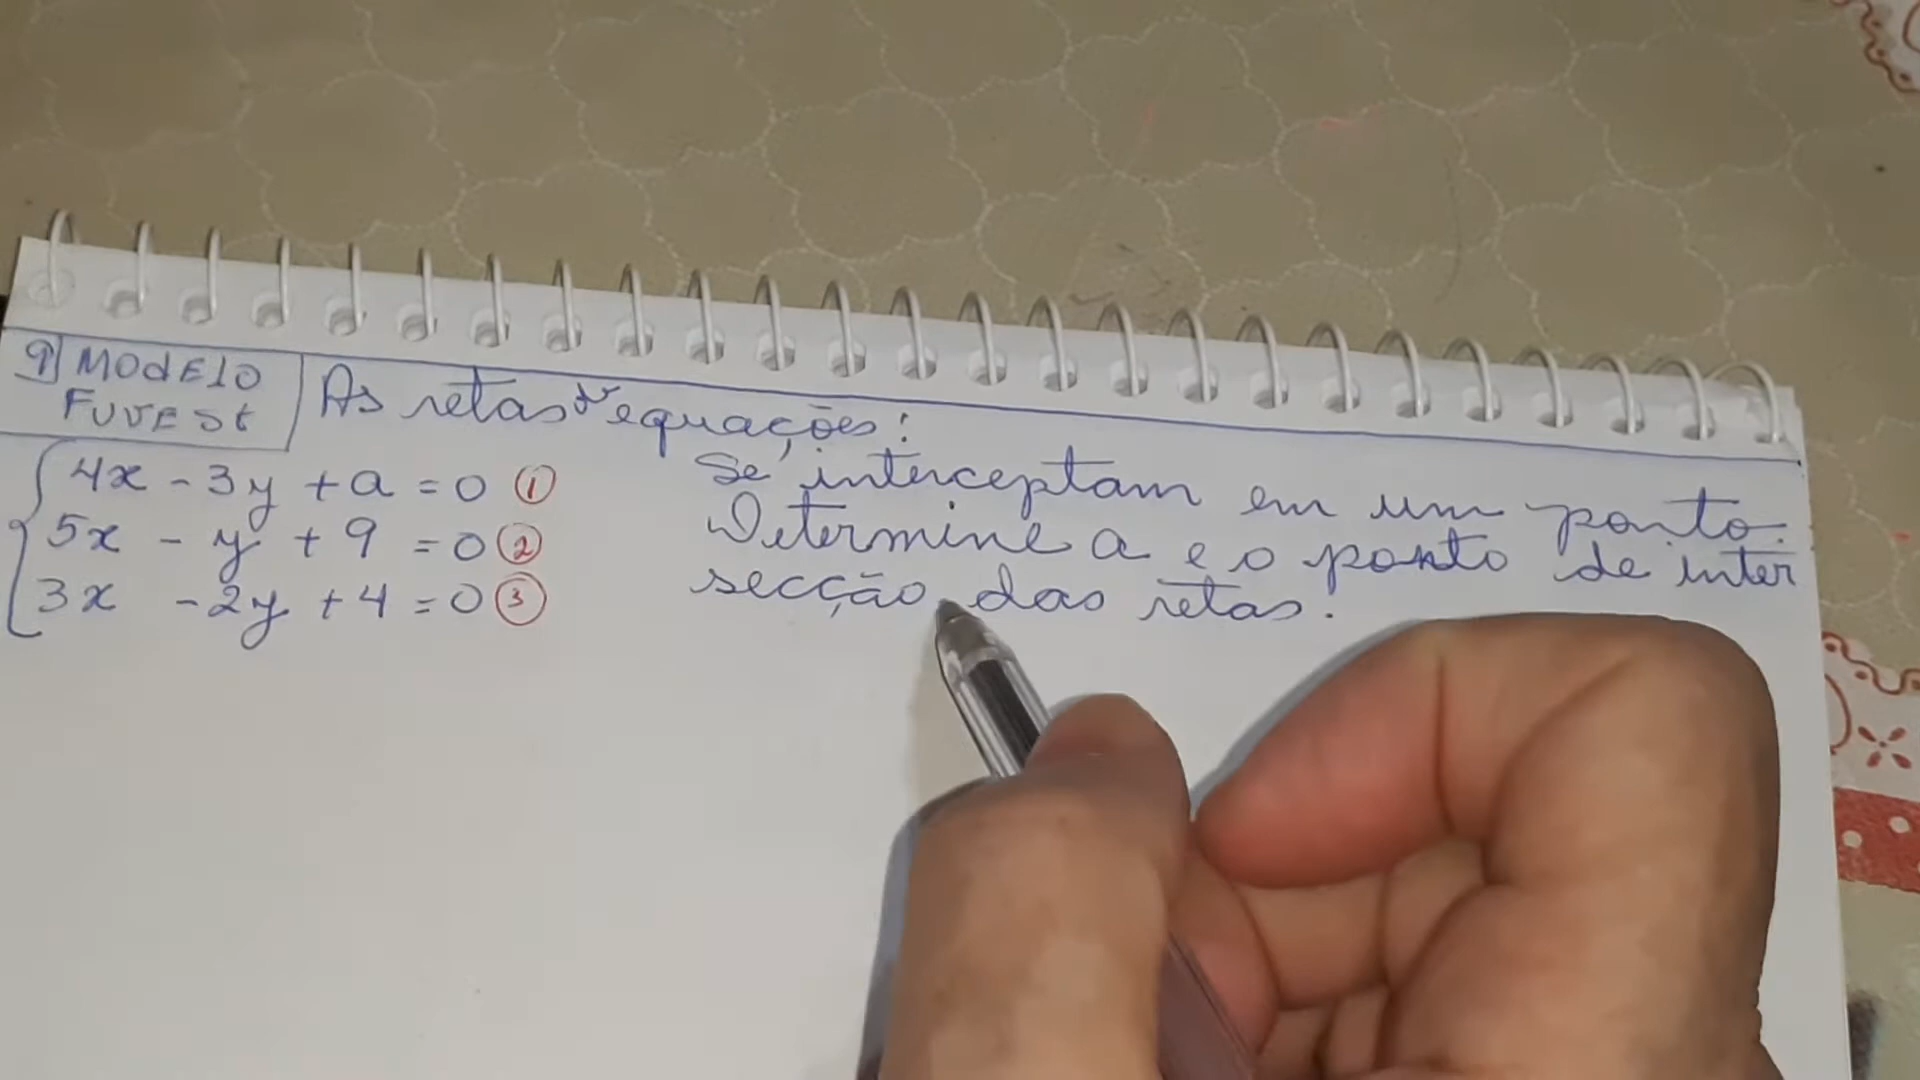 9) MODELO
FUVEST
As retas de equações:
4x - 3y + a = 0 ①
5x - y + 9 = 0 ②
3x - 2y + 4 = 0 ③
Se interceptam em um ponto.
Determine a e o ponto de inter
secção das retas.